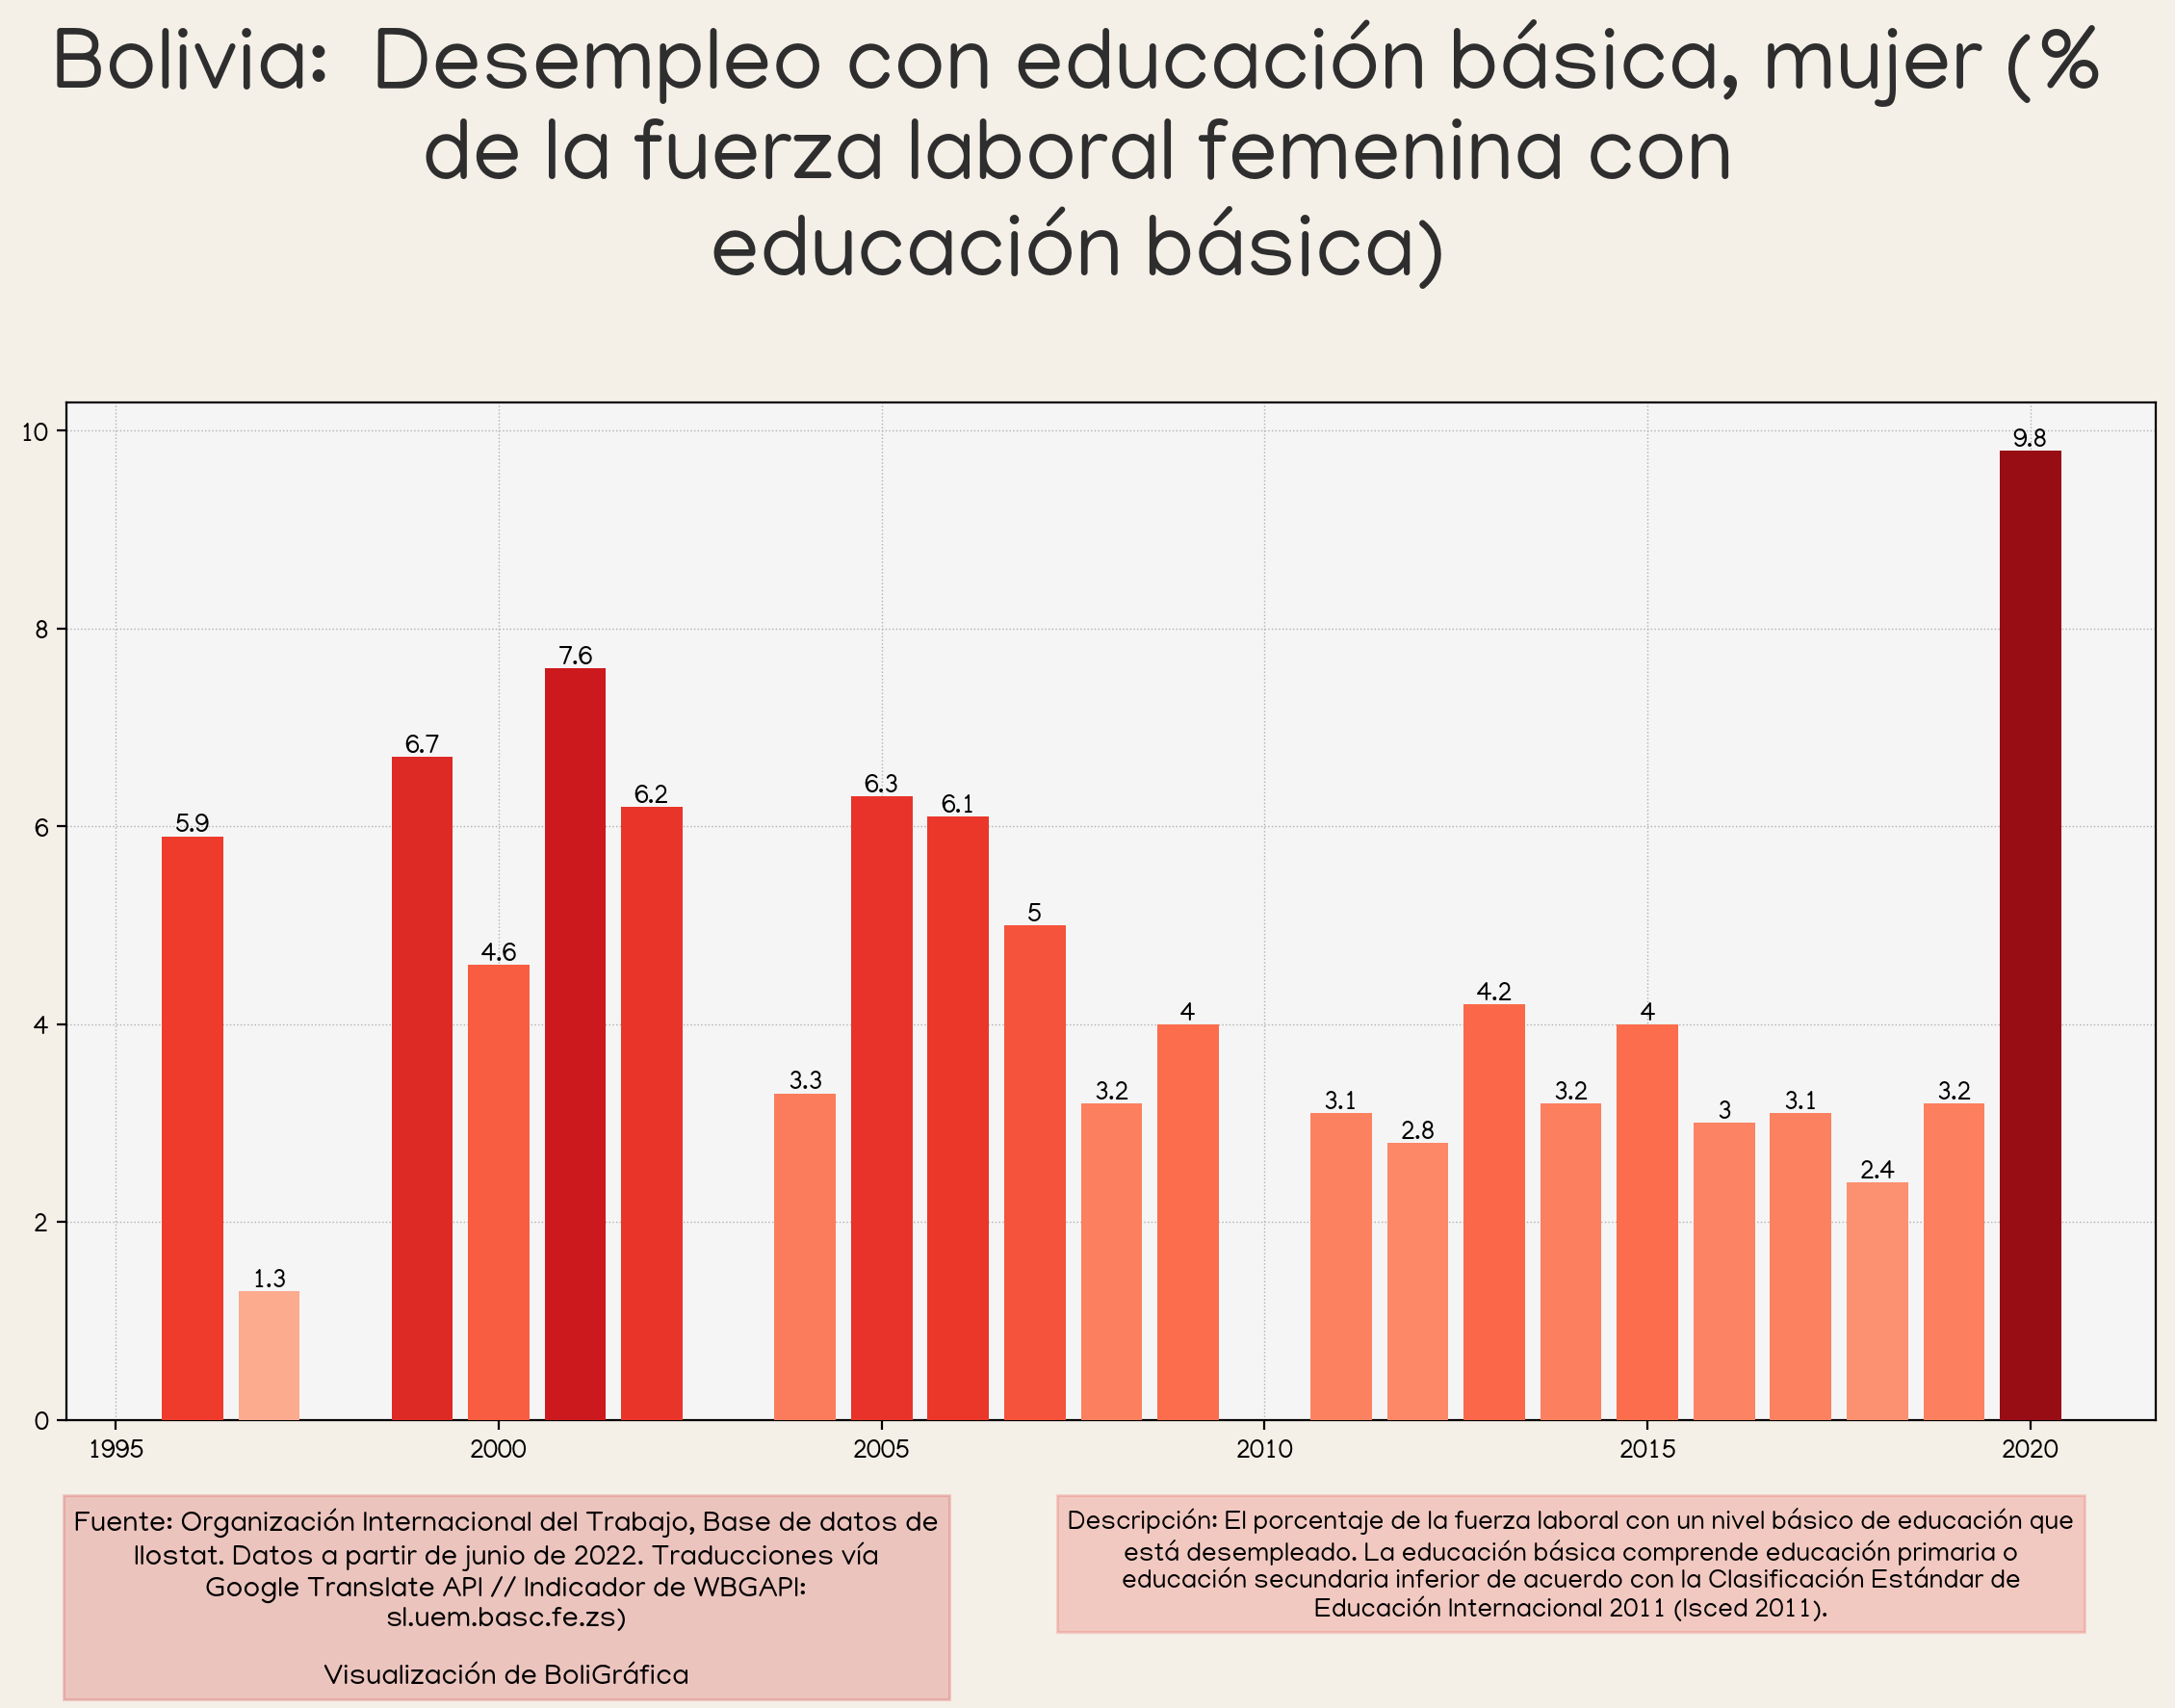 Bolivia:  Desempleo con educación básica, mujer (%
de la fuerza laboral femenina con
educación básica)
10
8
6
4
2
0
5.9
1.3
6.7
4.6
7.6
6.2
3.3
6.3
6.1
5
3.2
4
3.1
2.8
4.2
3.2
4
3
3.1
2.4
3.2
9.8
1995
2000
2005
2010
2015
2020
Fuente: Organización Internacional del Trabajo, Base de datos de
Ilostat. Datos a partir de junio de 2022. Traducciones vía
Google Translate API // Indicador de WBGAPI:
sl.uem.basc.fe.zs)
Visualización de BoliGráfica
Descripción: El porcentaje de la fuerza laboral con un nivel básico de educación que
está desempleado. La educación básica comprende educación primaria o
educación secundaria inferior de acuerdo con la Clasificación Estándar de
Educación Internacional 2011 (Isced 2011).